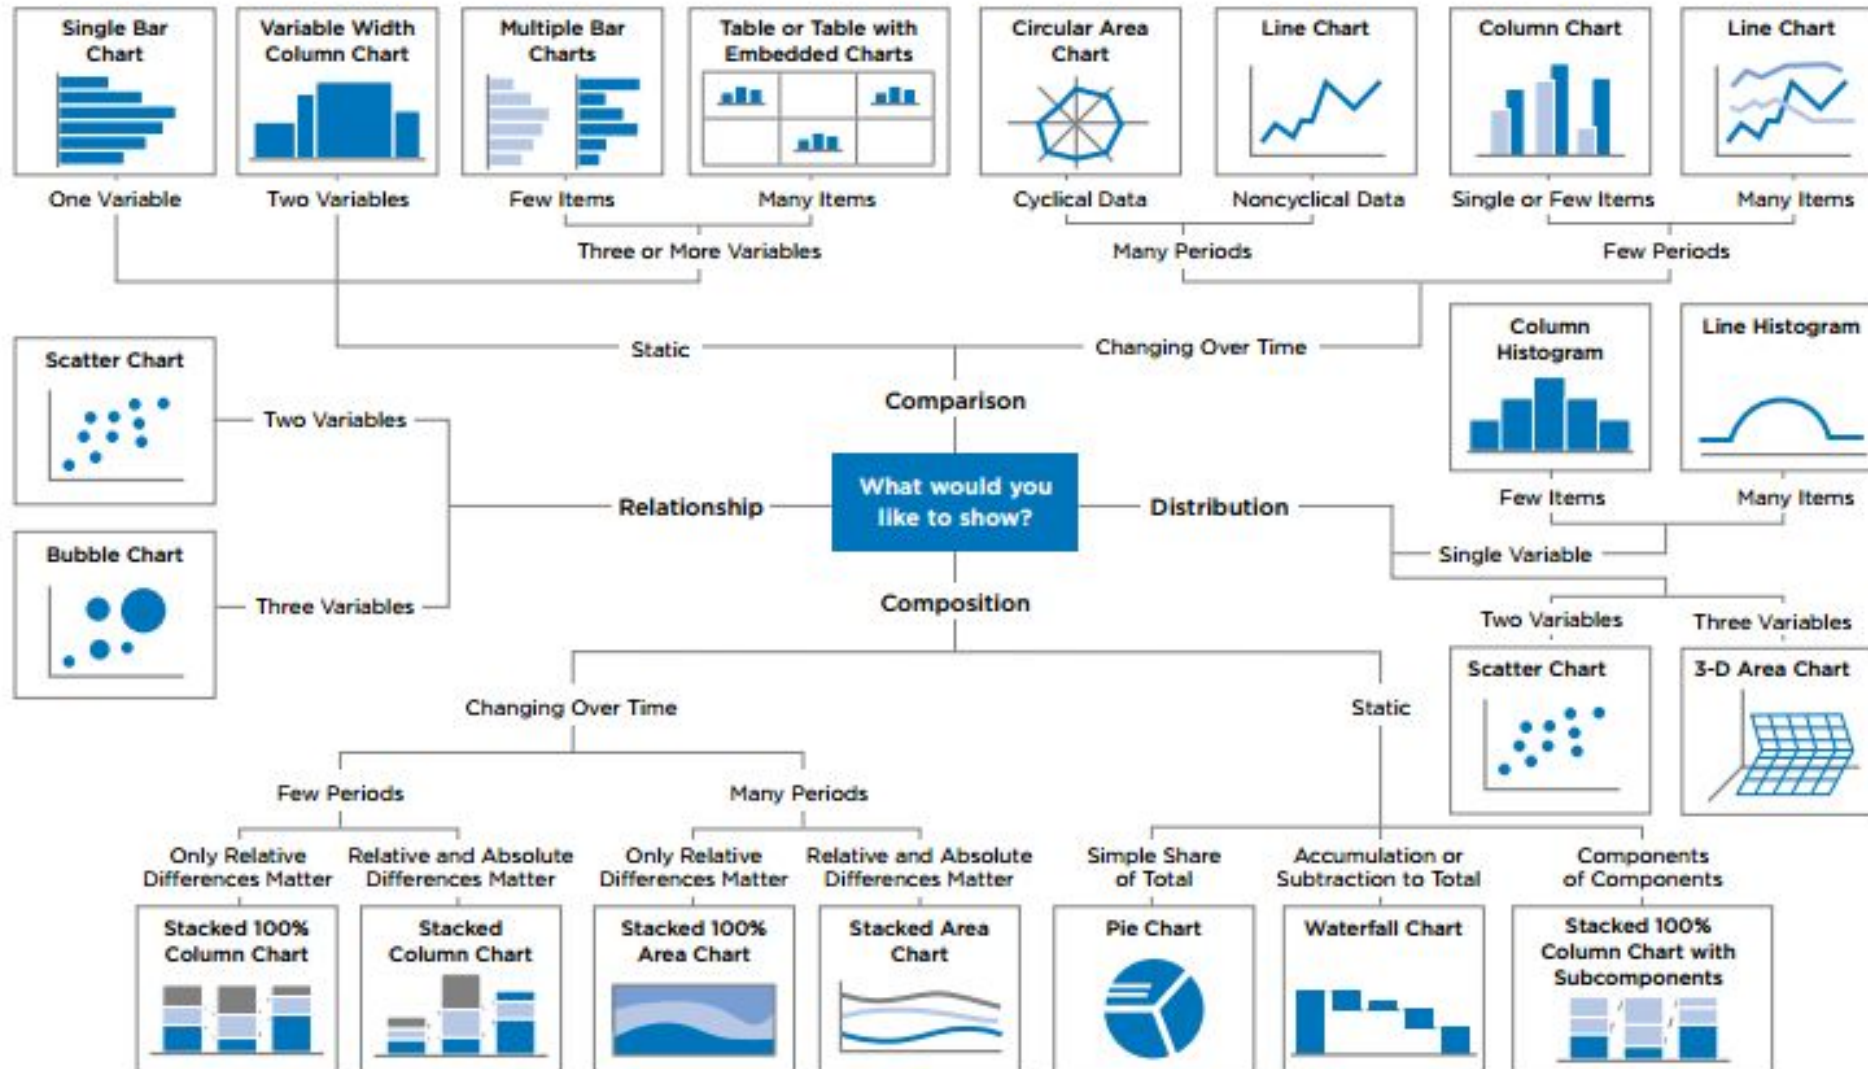 Single Bar
Chart
Variable Width
Column Chart
Multiple Bar
Charts
Table or Table with
Embedded Charts
Circular Area
Chart
Line Chart
Column Chart
Line Chart
One Variable
Two Variables
Few Items
Many Items
Cyclical Data
Noncyclical Data
Single or Few Items
Many Items
Three or More Variables
Many Periods
Few Periods
Static
Changing Over Time
Comparison
Column
Histogram
Line Histogram
Scatter Chart
Two Variables
Relationship
What would you
like to show?
Distribution
Few Items
Many Items
Single Variable
Bubble Chart
Three Variables
Composition
Two Variables
Three Variables
Scatter Chart
3-D Area Chart
Changing Over Time
Static
Few Periods
Many Periods
Only Relative
Differences Matter
Relative and Absolute
Differences Matter
Only Relative
Differences Matter
Relative and Absolute
Differences Matter
Simple Share
of Total
Accumulation or
Subtraction to Total
Components
of Components
Stacked 100%
Column Chart
Stacked
Column Chart
Stacked 100%
Area Chart
Stacked Area
Chart
Pie Chart
Waterfall Chart
Stacked 100%
Column Chart with
Subcomponents